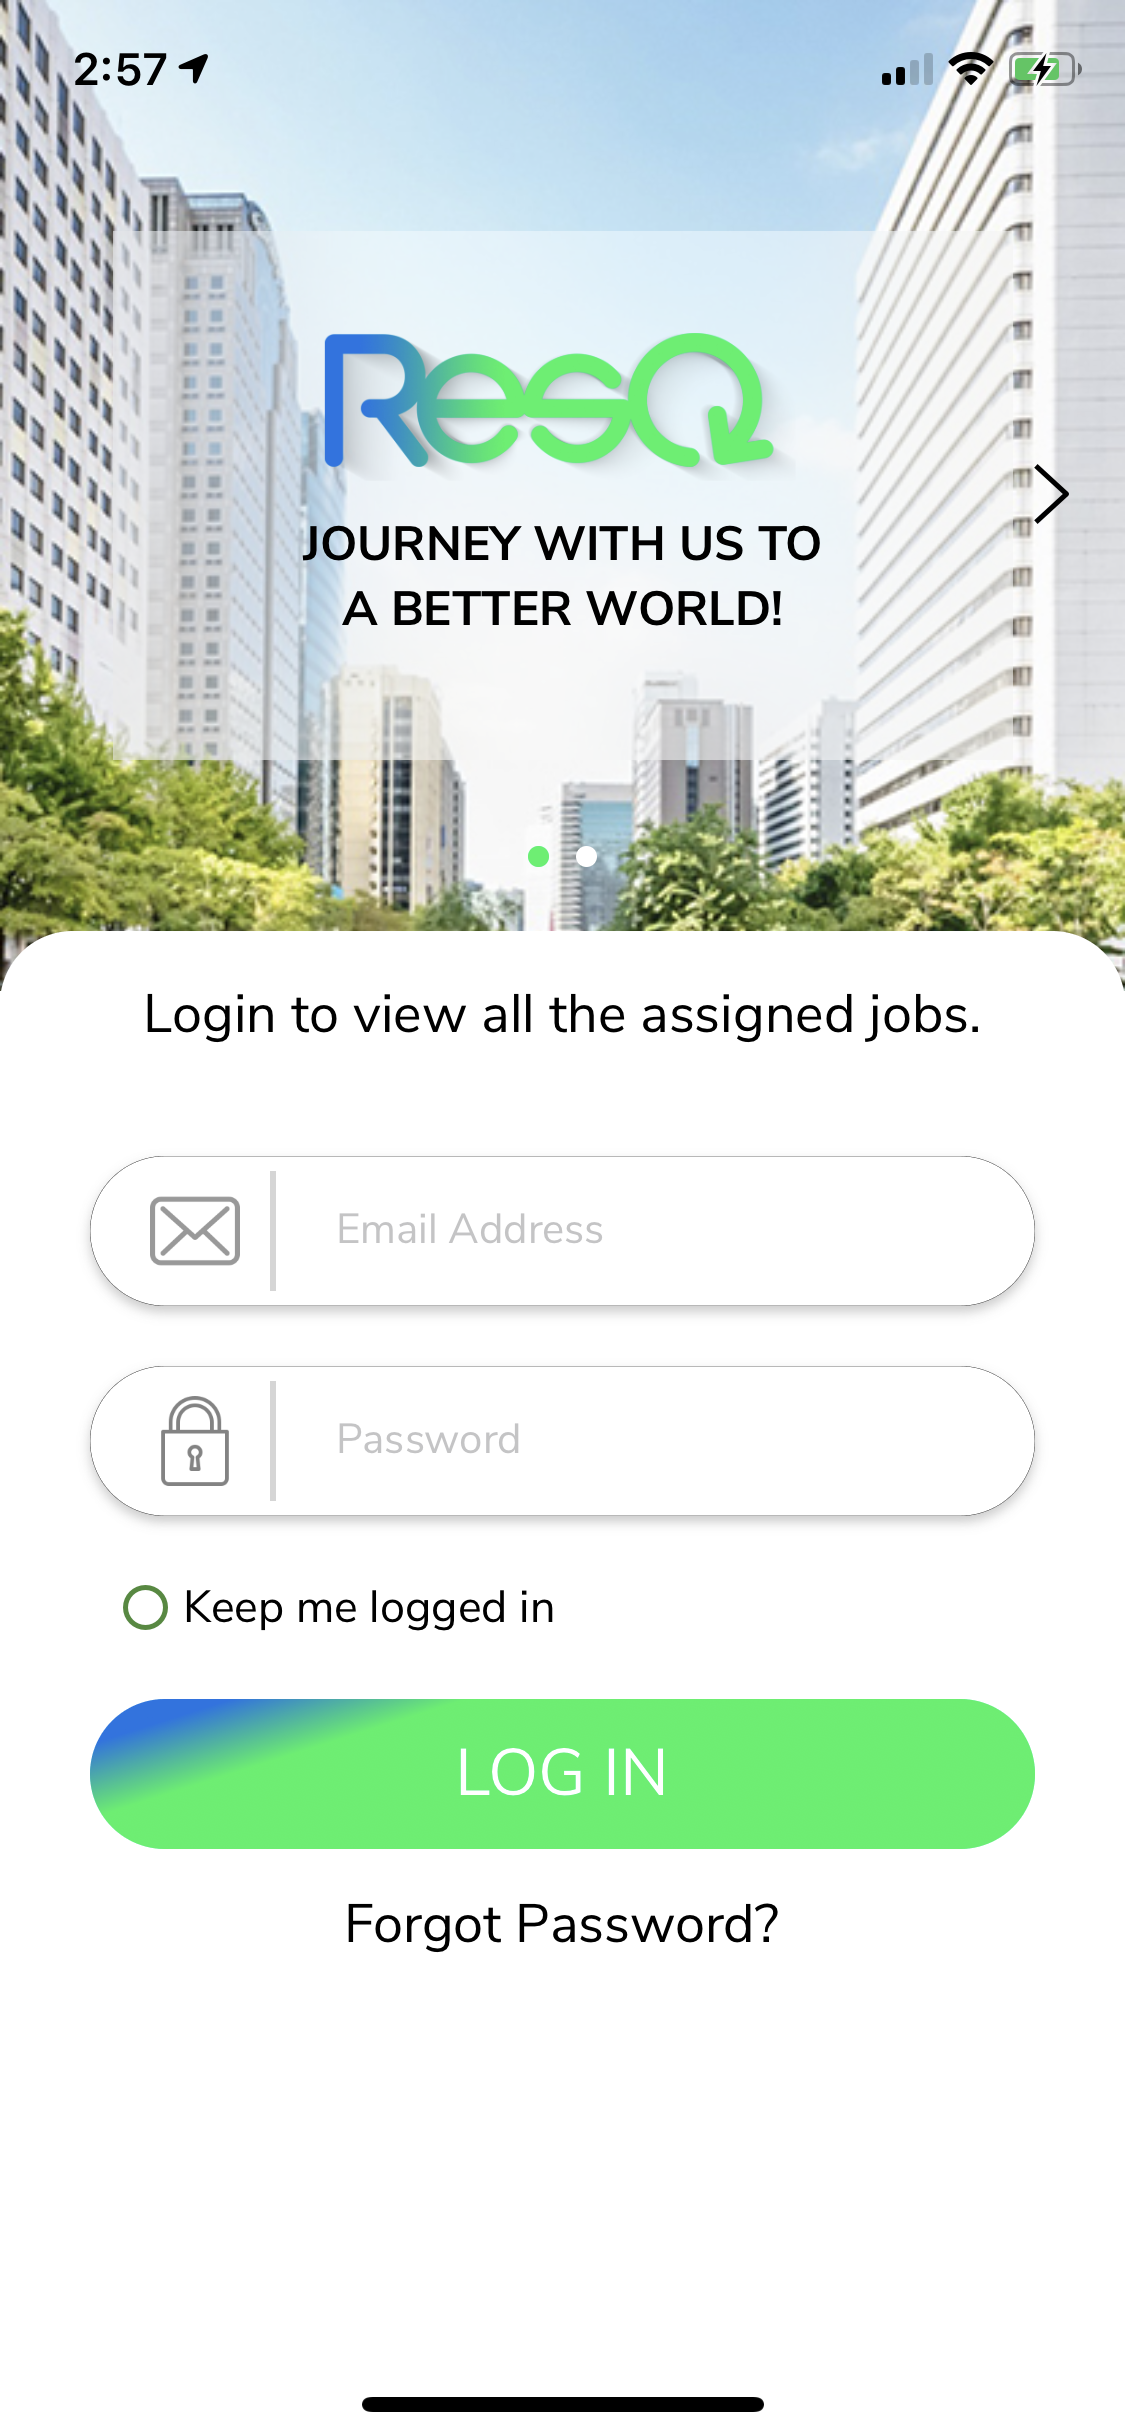 2:57
ResQ
JOURNEY WITH US TO
A BETTER WORLD!
Login to view all the assigned jobs.
Email Address
Password
Keep me logged in
LOG IN
Forgot Password?